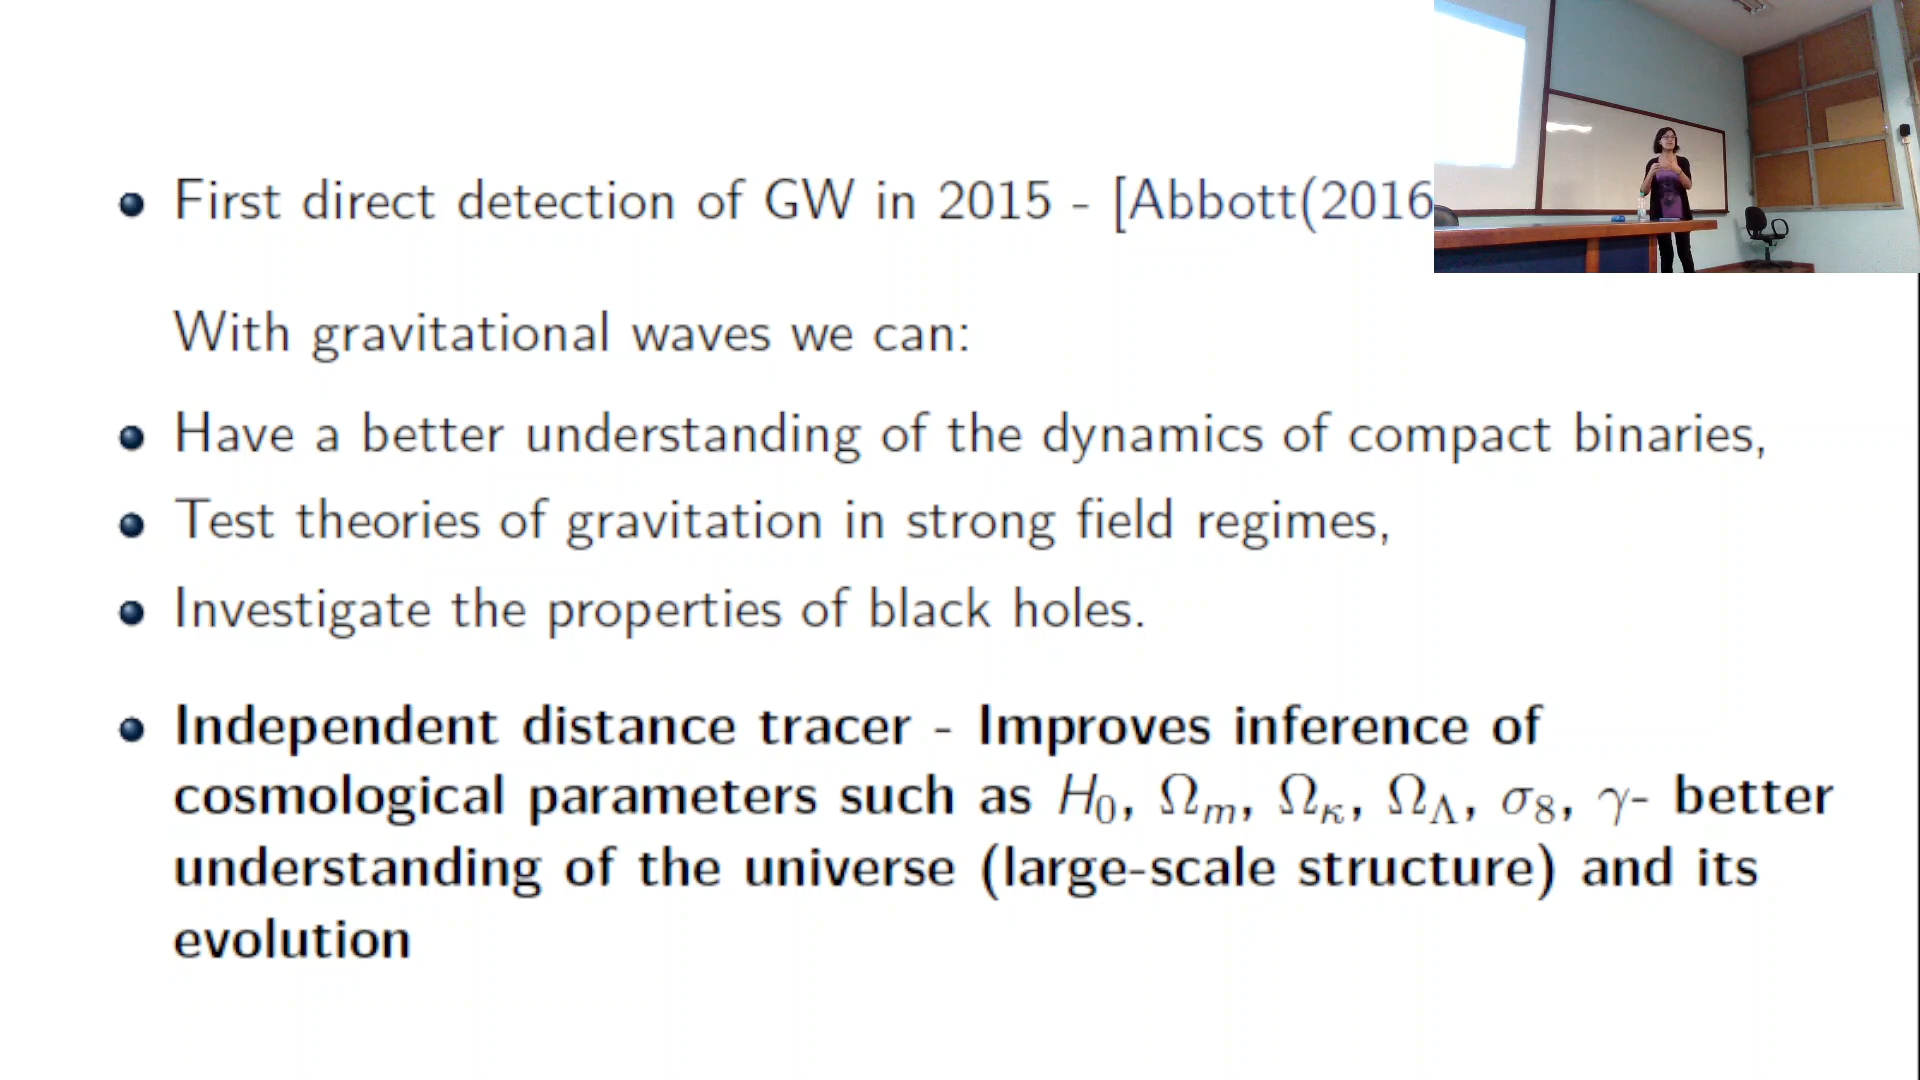 First direct detection of GW in 2015 - [Abbott(2016
With gravitational waves we can:
Have a better understanding of the dynamics of compact binaries,
Test theories of gravitation in strong field regimes,
Investigate the properties of black holes.
Independent distance tracer - Improves inference of
cosmological parameters such as H₀, Ωₘ, Ω_κ, Ω_Λ, σ₈, γ- better
understanding of the universe (large-scale structure) and its
evolution